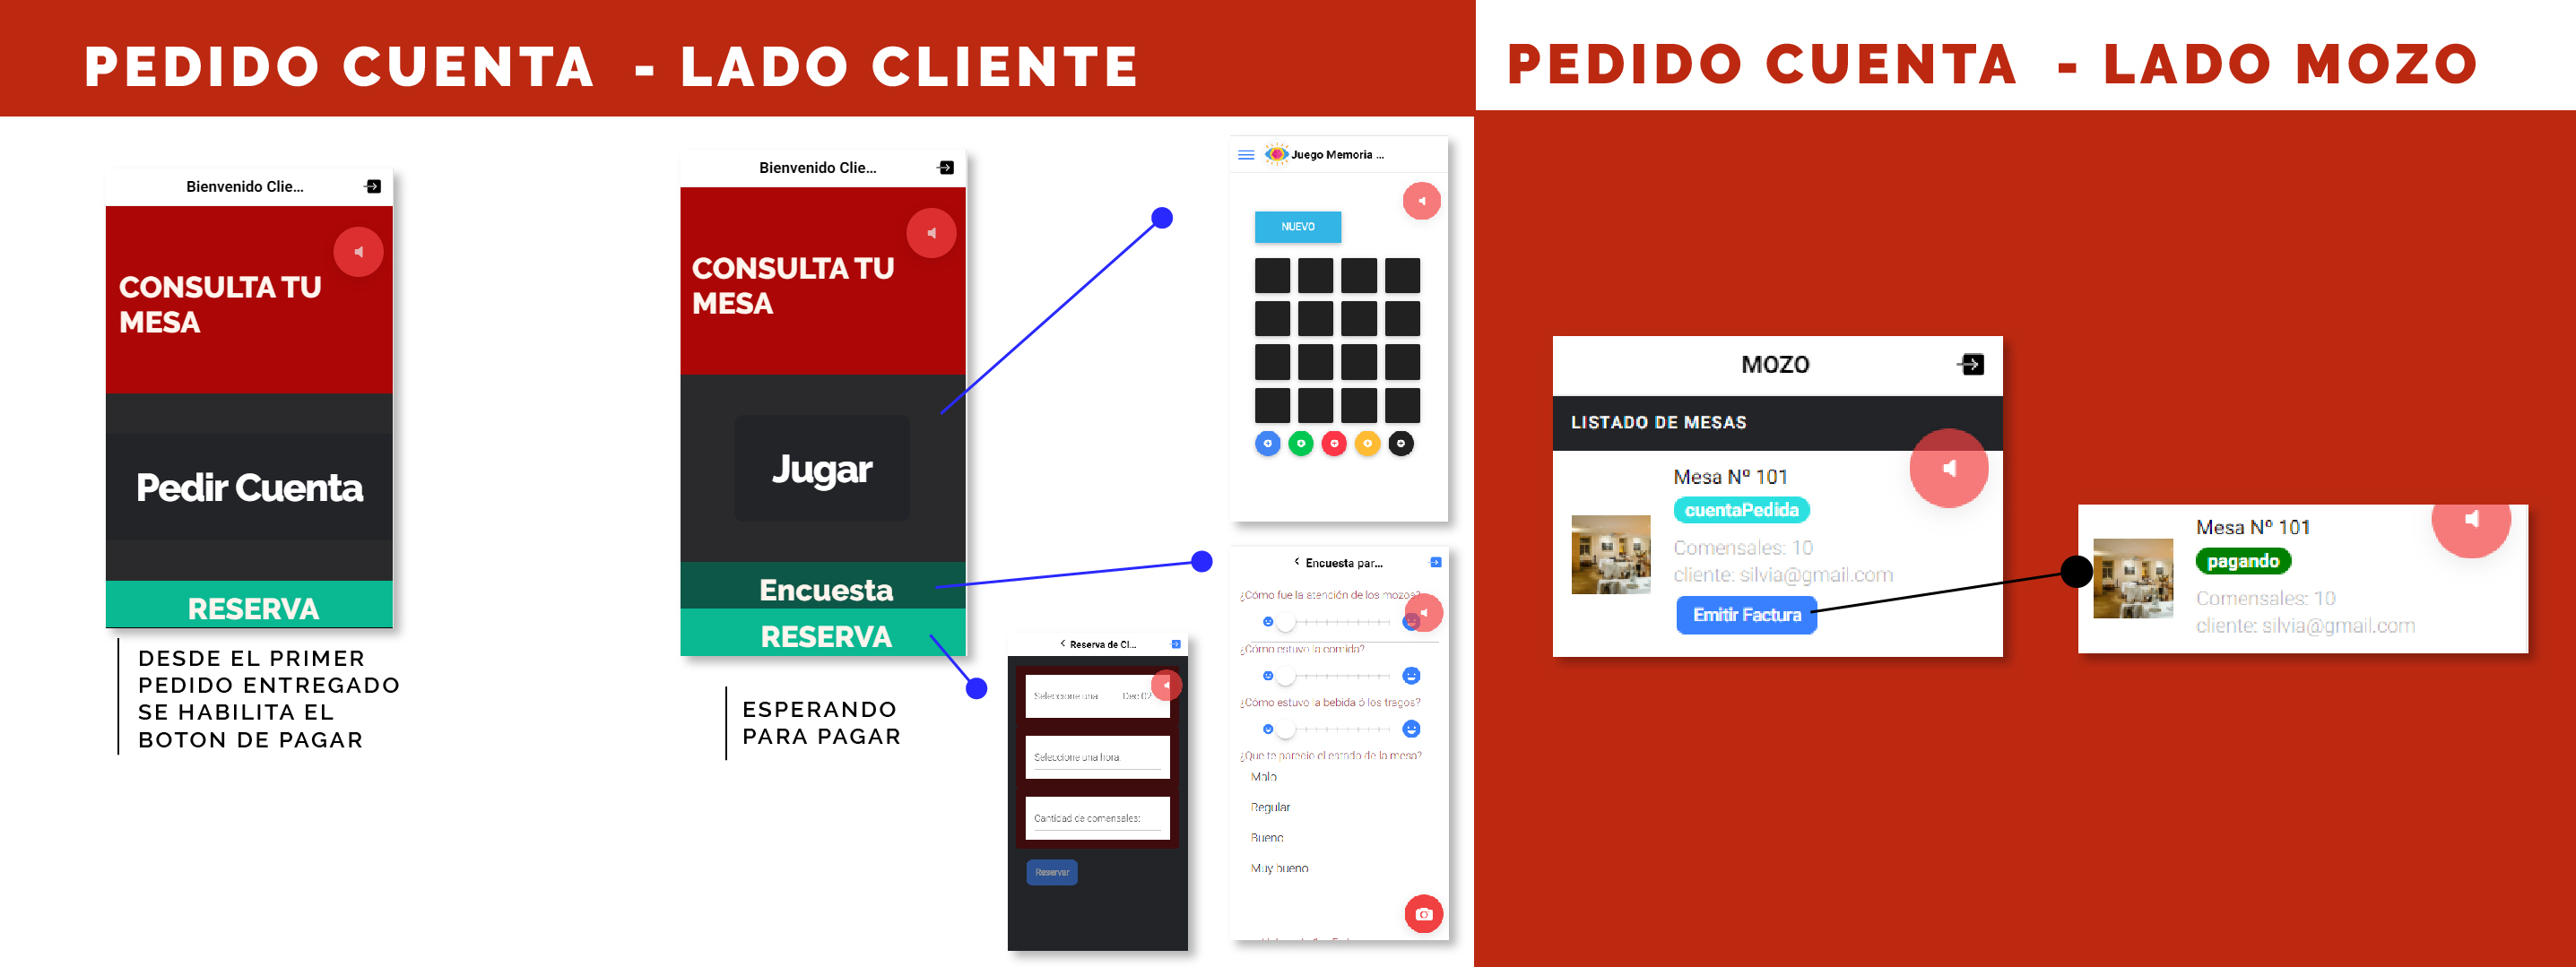 PEDIDO CUENTA - LADO CLIENTE
Bienvenido Clie...
CONSULTA TU
MESA
Pedir Cuenta
RESERVA
DESDE EL PRIMER
PEDIDO ENTREGADO
SE HABILITA EL
BOTON DE PAGAR
Bienvenido Clie...
CONSULTA TU
MESA
Jugar
Encuesta
RESERVA
ESPERANDO
PARA PAGAR
Juego Memoria ...
NUEVO
Encuesta par...
¿Cómo fue la atención de los mozos?
¿Cómo estuvo la comida?
¿Cómo estuvo la bebida ó los tragos?
¿Que te parecio el estado de la mesa?
Malo
Regular
Bueno
Muy bueno
Reserva de Cl...
Seleccione una ... Dec 02
Seleccione una hora:
Cantidad de comensales:
Reservar
PEDIDO CUENTA - LADO MOZO
MOZO
LISTADO DE MESAS
Mesa Nº 101
cuentaPedida
Comensales: 10
cliente: silvia@gmail.com
Emitir Factura
Mesa Nº 101
pagando
Comensales: 10
cliente: silvia@gmail.com